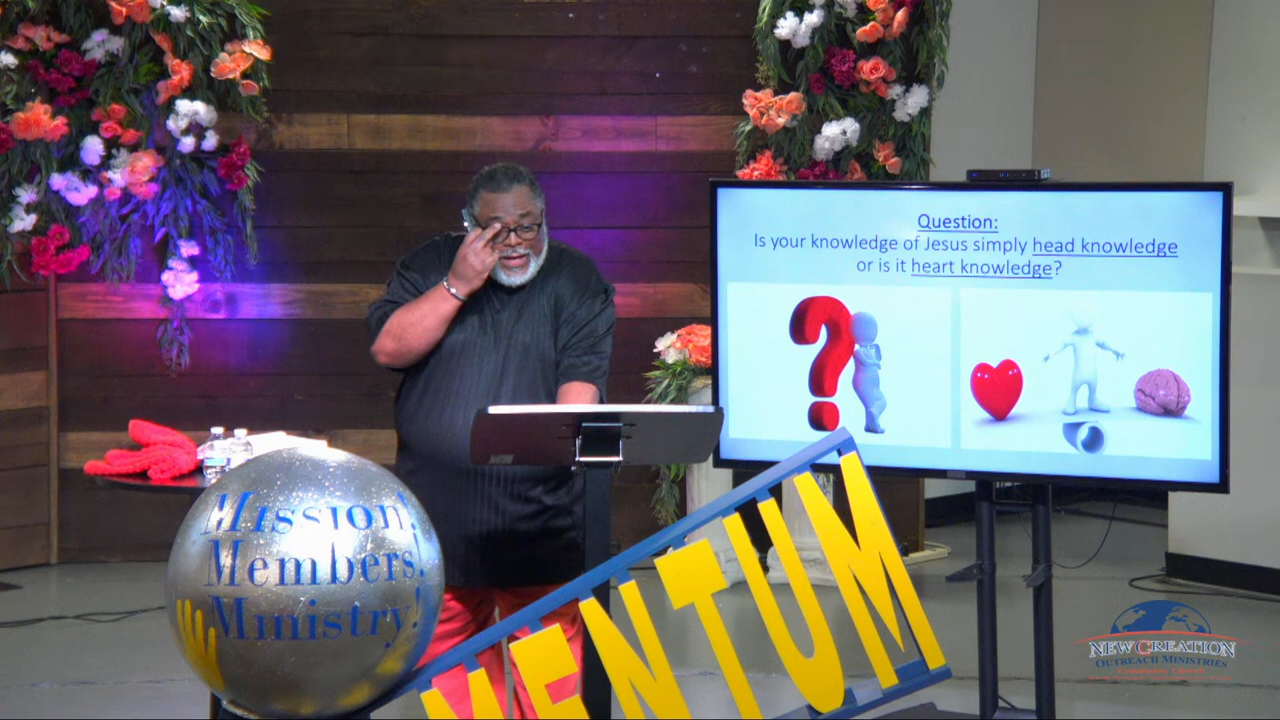 Question:
Is your knowledge of Jesus simply head knowledge
or is it heart knowledge?
Mission!
Members!
Ministry!
MENTUM
NEW CREATION
OUTREACH MINISTRIES